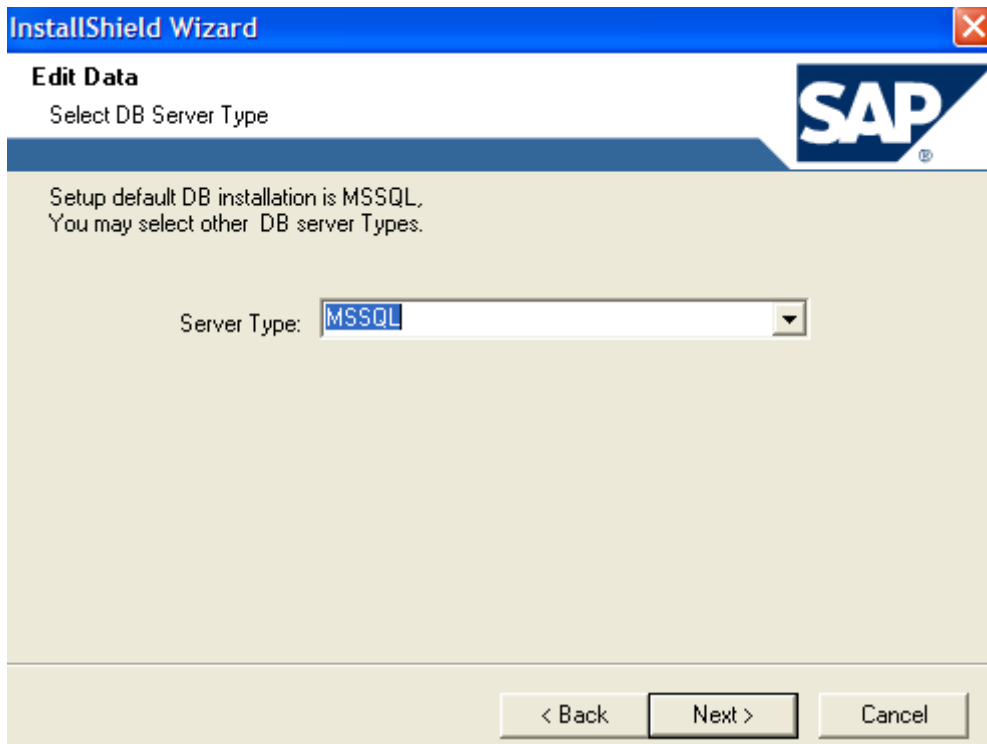 InstallShield Wizard
Edit Data
Select DB Server Type
SAP
®
Setup default DB installation is MSSQL,
You may select other DB server Types.
Server Type: MSSQL
< Back Next > Cancel